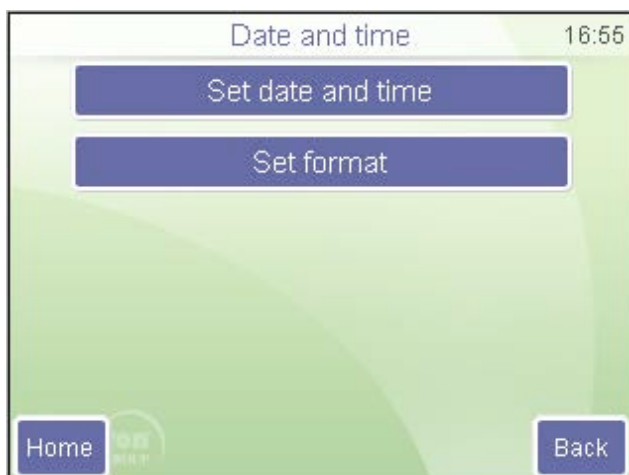 Date and time 16:55
Set date and time
Set format
Home
Back